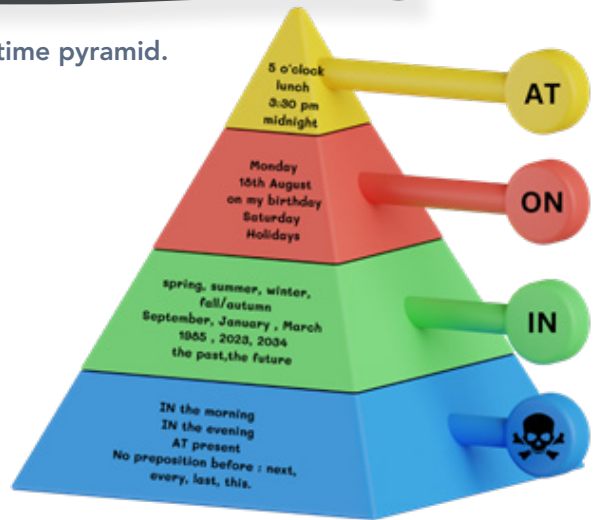 time pyramid.
5 o'clock
lunch
3:30 pm
midnight
AT
Monday
18th August
on my birthday
Saturday
Holidays
ON
spring, summer, winter,
fall/autumn
September, January , March
1985 , 2023, 2034
the past,the future
IN
IN the morning
IN the evening
AT present
No preposition before : next,
every, last, this.